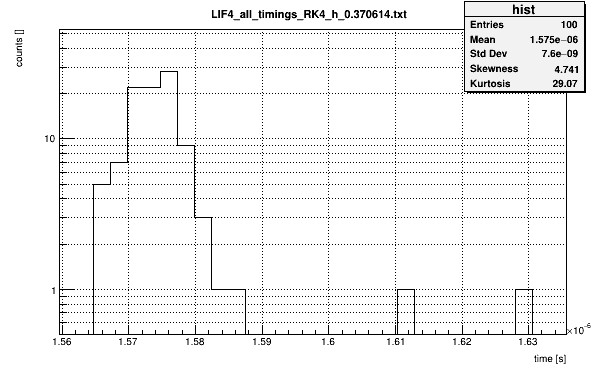 LIF4_all_timings_RK4_h_0.370614.txt
hist
Entries 100
Mean 1.575e−06
Std Dev 7.6e−09
Skewness 4.741
Kurtosis 29.07
counts []
10
1
1.56 1.57 1.58 1.59 1.6 1.61 1.62 1.63
×10−6
time [s]